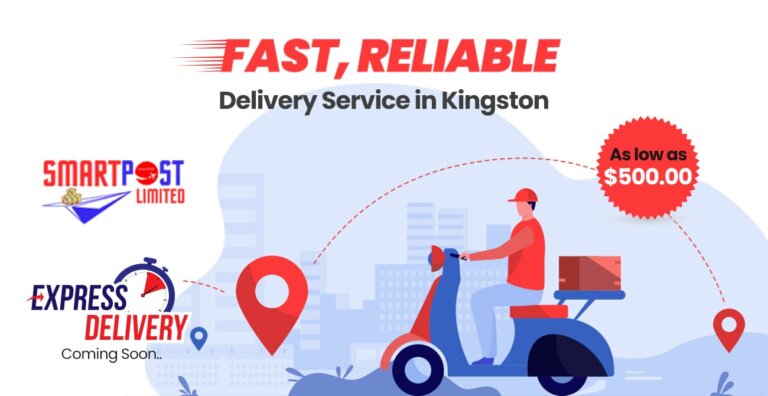 FAST, RELIABLE
Delivery Service in Kingston
As low as
$500.00
SMARTPOST
LIMITED
EXPRESS
DELIVERY
Coming Soon..